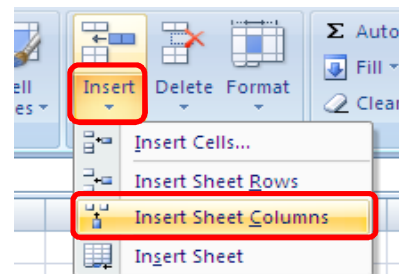 Σ Auto
Fill
ell
Insert Delete Format
es
Clear
Insert Cells...
Insert Sheet Rows
Insert Sheet Columns
Insert Sheet